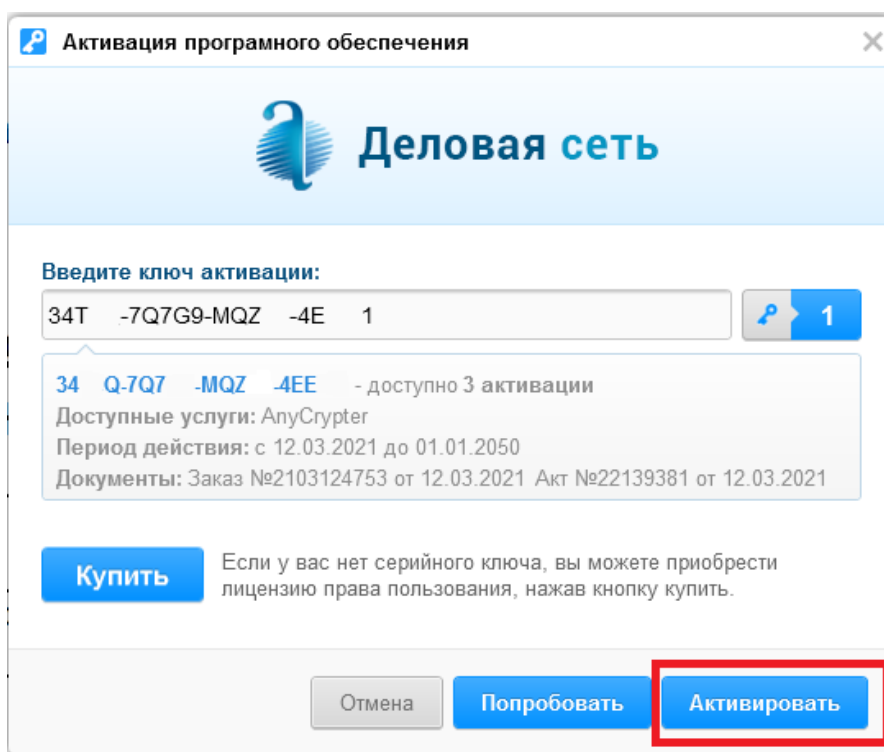 Активация програмного обеспечения
Деловая сеть
Введите ключ активации:
34T -7Q7G9-MQZ -4E 1
1
34 Q-7Q7 -MQZ -4EE - доступно 3 активации
Доступные услуги: AnyCrypter
Период действия: с 12.03.2021 до 01.01.2050
Документы: Заказ №2103124753 от 12.03.2021 Акт №22139381 от 12.03.2021
Купить
Если у вас нет серийного ключа, вы можете приобрести
лицензию права пользования, нажав кнопку купить.
Отмена
Попробовать
Активировать